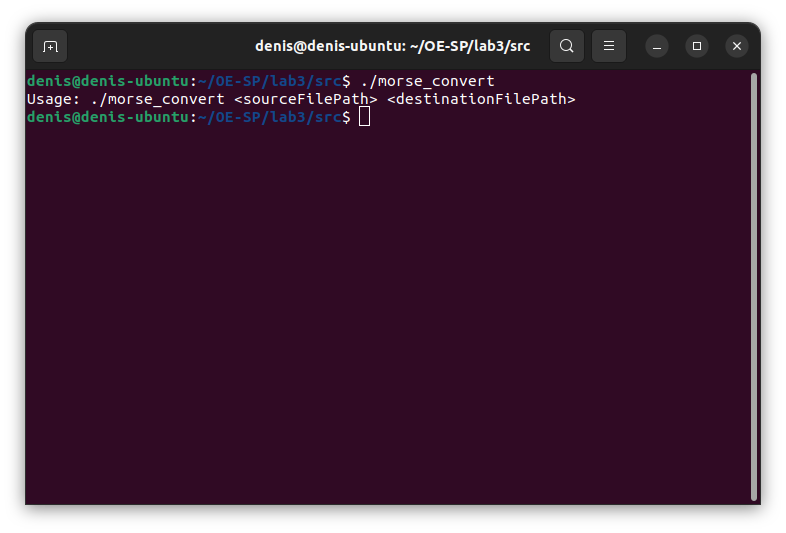 denis@denis-ubuntu: ~/OE-SP/lab3/src
denis@denis-ubuntu:~/OE-SP/lab3/src$ ./morse_convert
Usage: ./morse_convert <sourceFilePath> <destinationFilePath>
denis@denis-ubuntu:~/OE-SP/lab3/src$